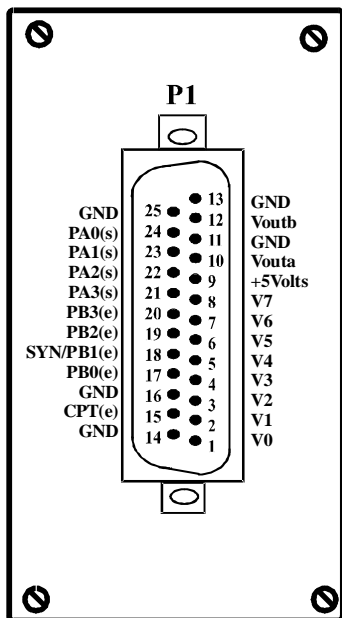 P1
13 GND
GND 25
12 Voutb
PA0(s) 24
11 GND
PA1(s) 23
10 Vouta
PA2(s) 22
9 +5Volts
PA3(s) 21
8 V7
PB3(e) 20
7 V6
PB2(e) 19
6 V5
SYN/PB1(e) 18
5 V4
PB0(e) 17
4 V3
GND 16
3 V2
CPT(e) 15
2 V1
GND 14
1 V0